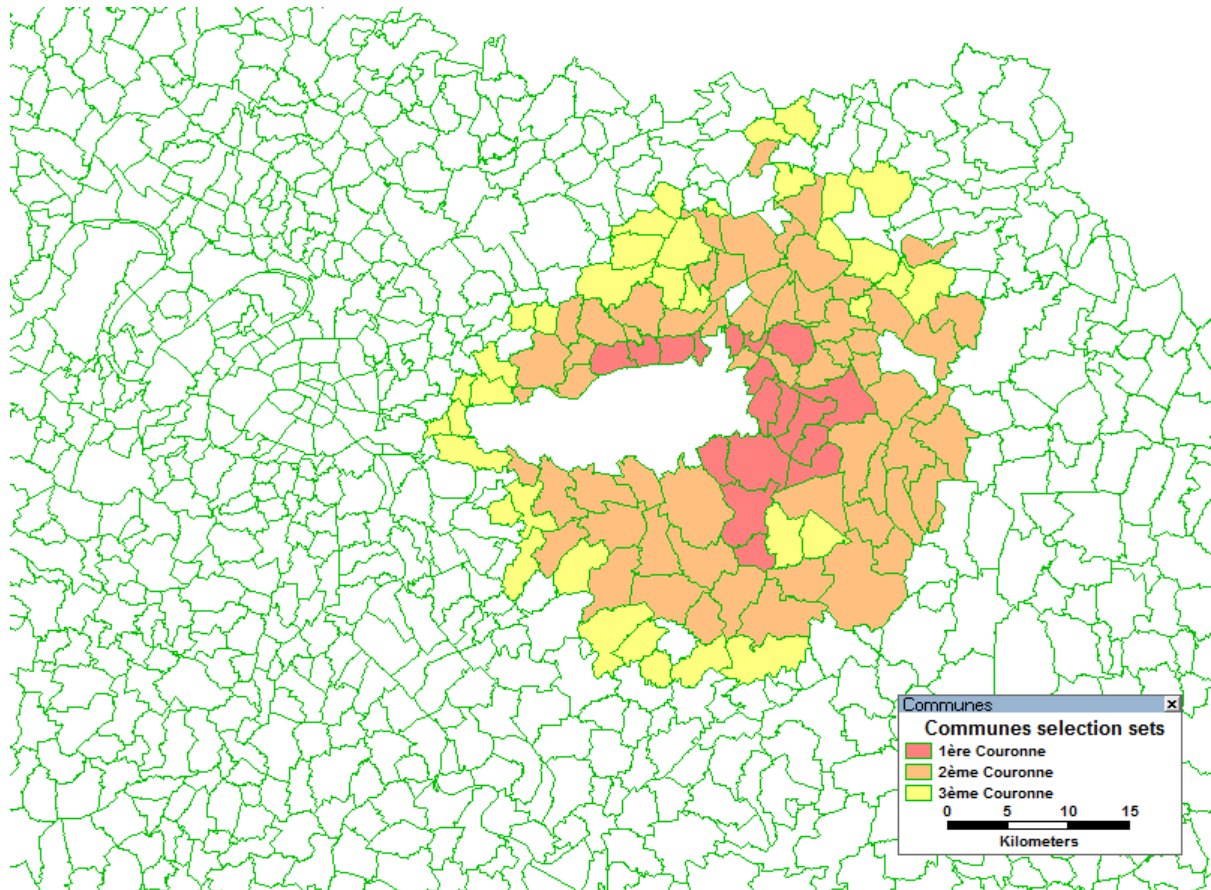 Communes
Communes selection sets
1ère Couronne
2ème Couronne
3ème Couronne
0 5 10 15
Kilometers